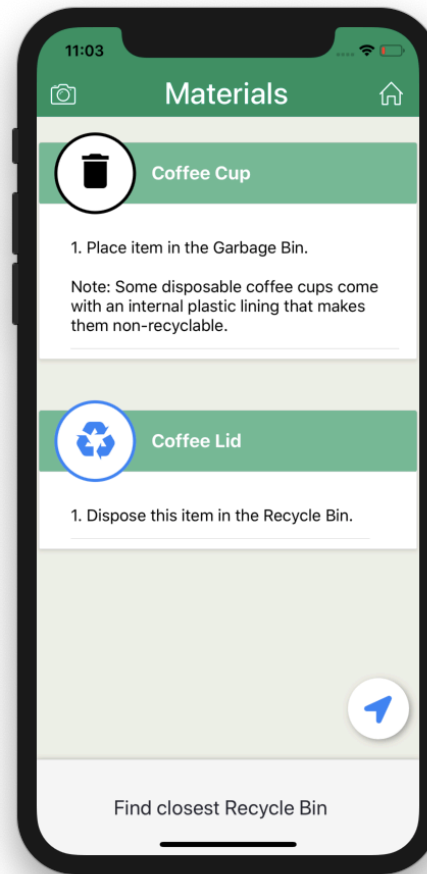 11:03
Materials
Coffee Cup
1. Place item in the Garbage Bin.
Note: Some disposable coffee cups come
with an internal plastic lining that makes
them non-recyclable.
Coffee Lid
1. Dispose this item in the Recycle Bin.
Find closest Recycle Bin